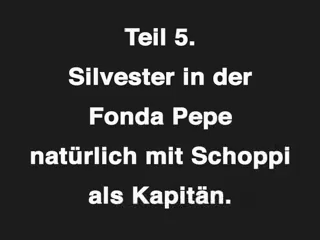 Teil 5.
Silvester in der
Fonda Pepe
natürlich mit Schoppi
als Kapitän.